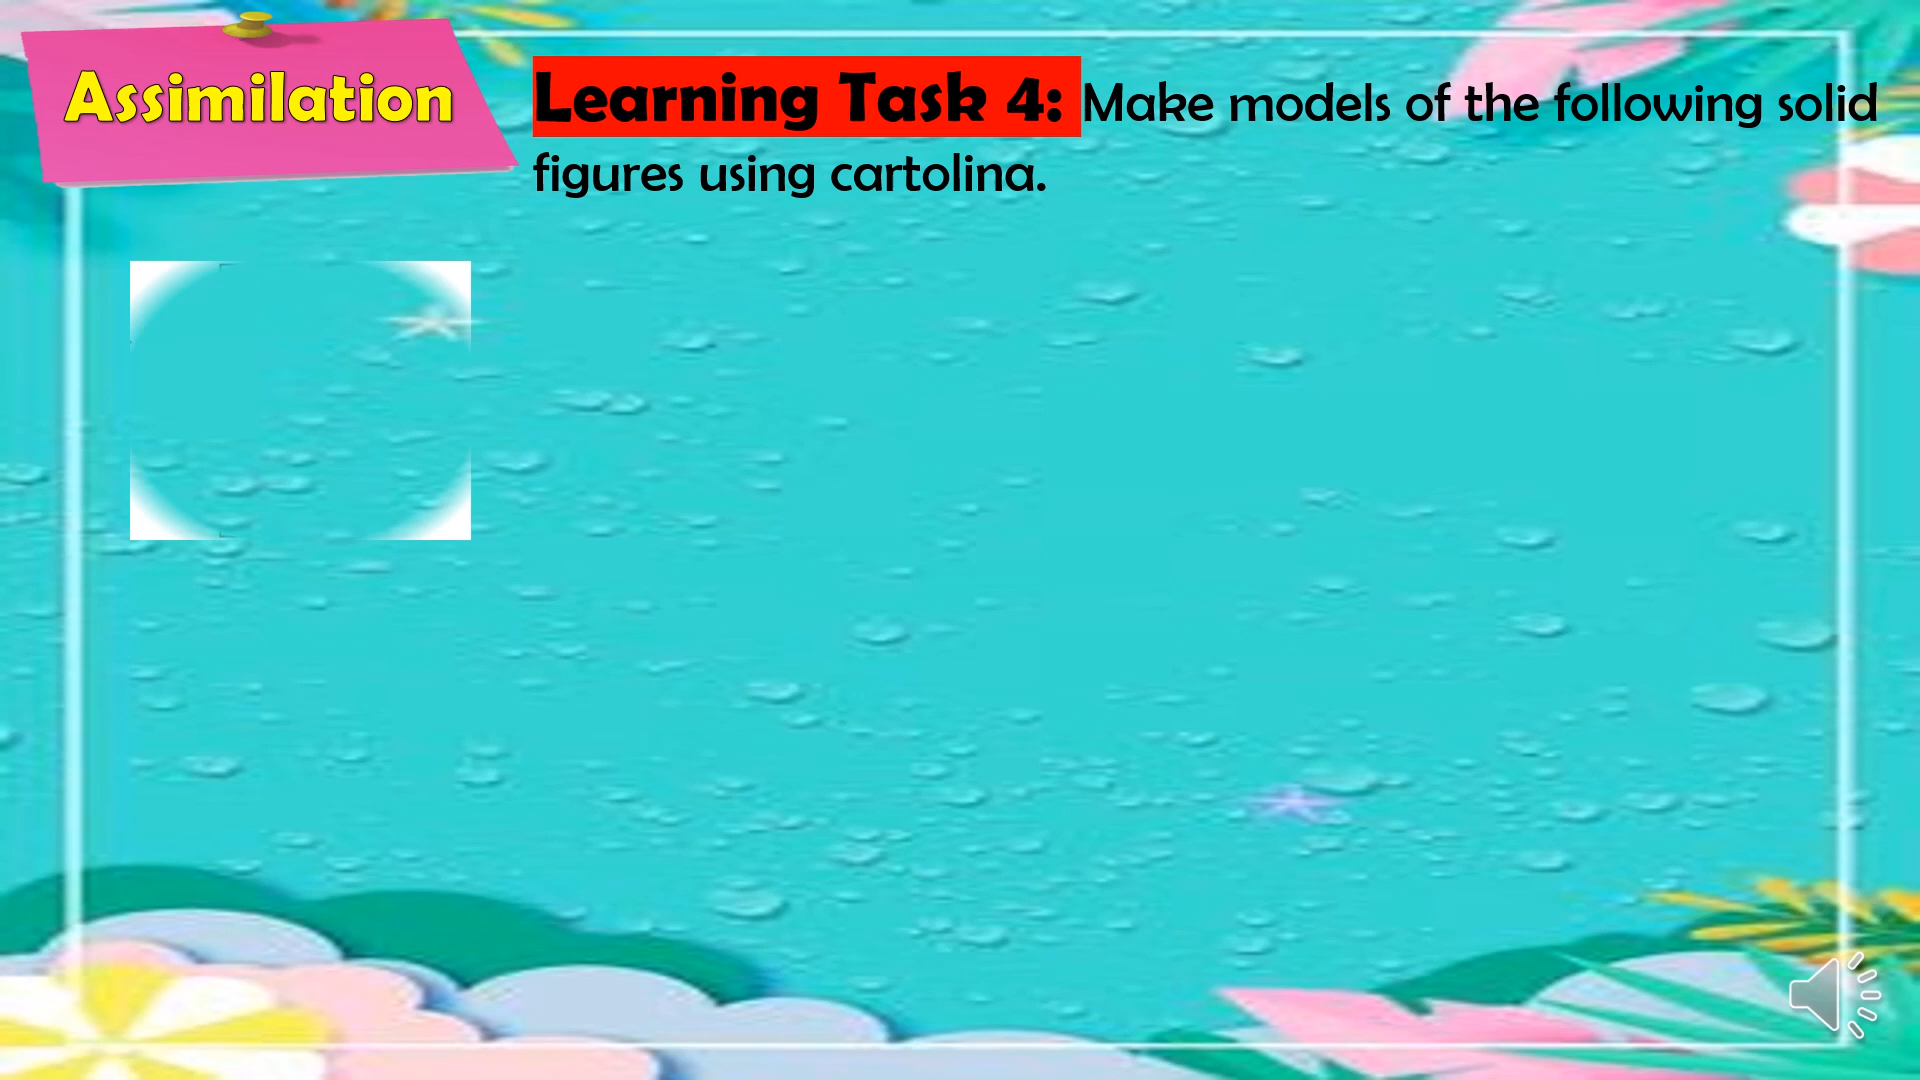 Assimilation
Learning Task 4: Make models of the following solid
figures using cartolina.